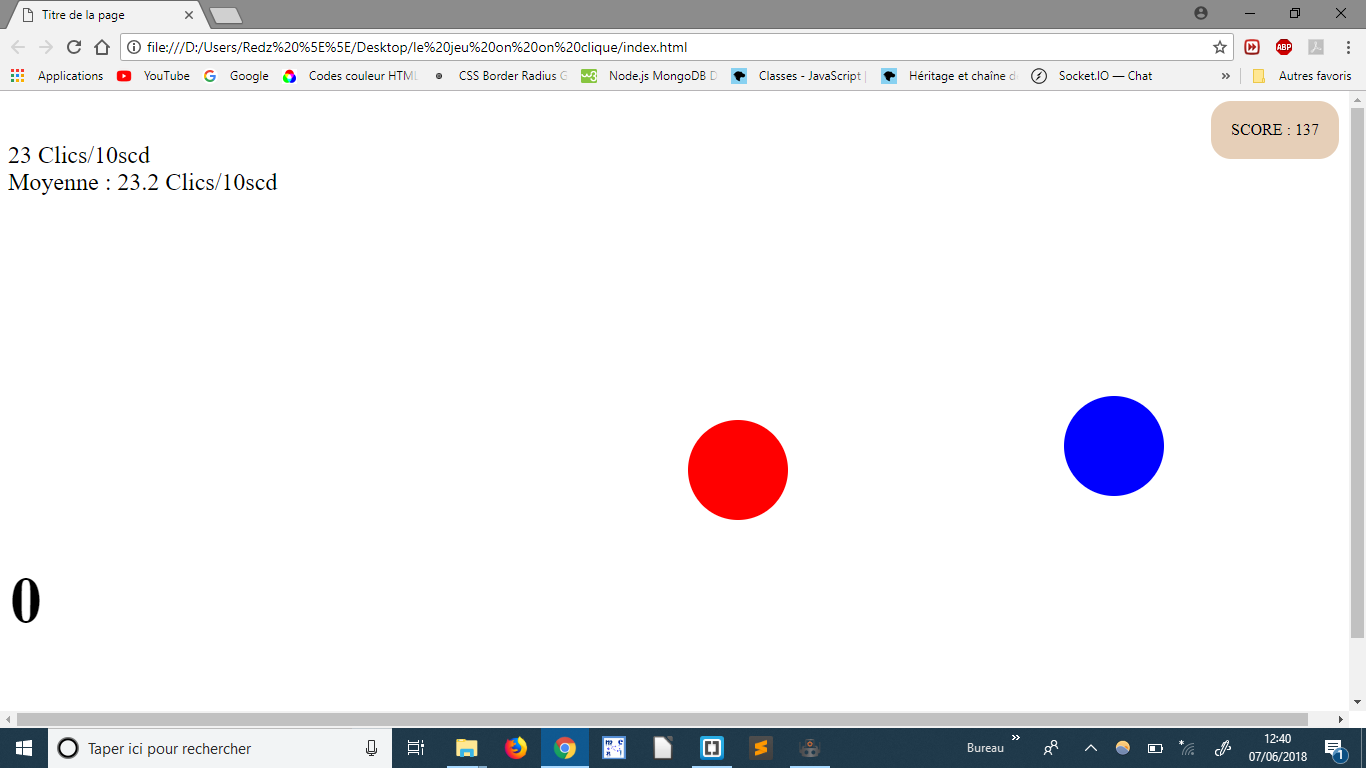 Titre de la page
file:///D:/Users/Redz%20%5E%5E/Desktop/le%20jeu%20on%20on%20clique/index.html
ABP
Applications YouTube Google Codes couleur HTML CSS Border Radius G Node.js MongoDB D Classes - JavaScript | Héritage et chaîne d Socket.IO — Chat » Autres favoris
SCORE : 137
23 Clics/10scd
Moyenne : 23.2 Clics/10scd
0
Taper ici pour rechercher
Bureau »
12:40
07/06/2018
1